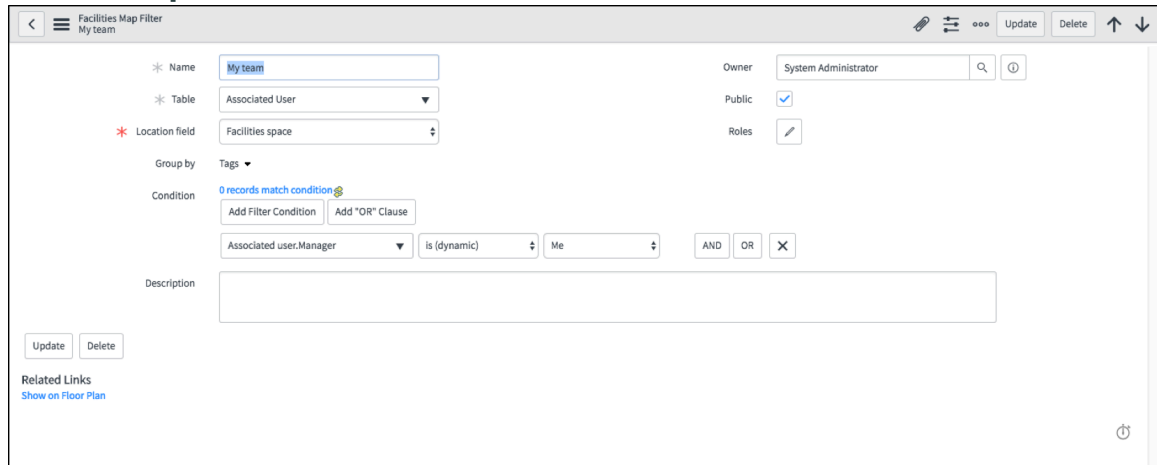 Facilities Map Filter
My team
Update
Delete
Name
My team
Owner
System Administrator
Table
Associated User
Public
Location field
Facilities space
Roles
Group by
Tags
Condition
0 records match condition
Add Filter Condition
Add "OR" Clause
Associated user.Manager
is (dynamic)
Me
AND
OR
Description
Update
Delete
Related Links
Show on Floor Plan